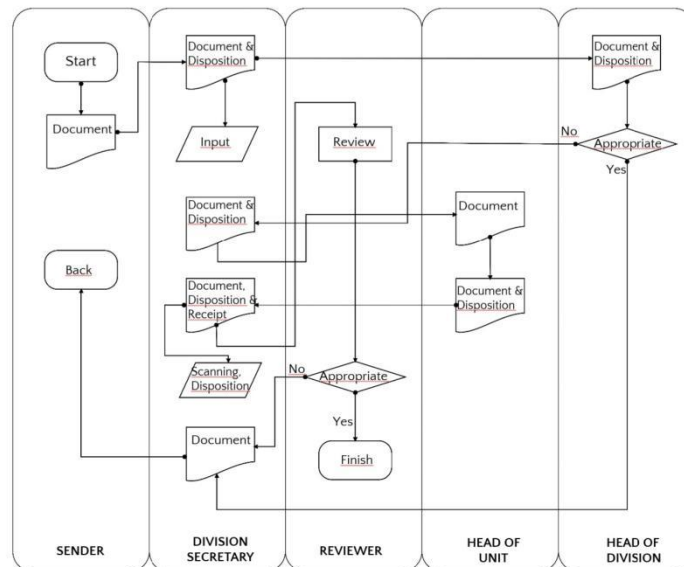 Start
Document
Back
SENDER
Document &
Disposition
Input
Document &
Disposition
Document,
Disposition &
Receipt
Scanning,
Disposition
Document
DIVISION
SECRETARY
Review
No
Appropriate
Yes
Finish
REVIEWER
Document
Document &
Disposition
HEAD OF
UNIT
Document &
Disposition
No
Appropriate
Yes
HEAD OF
DIVISION